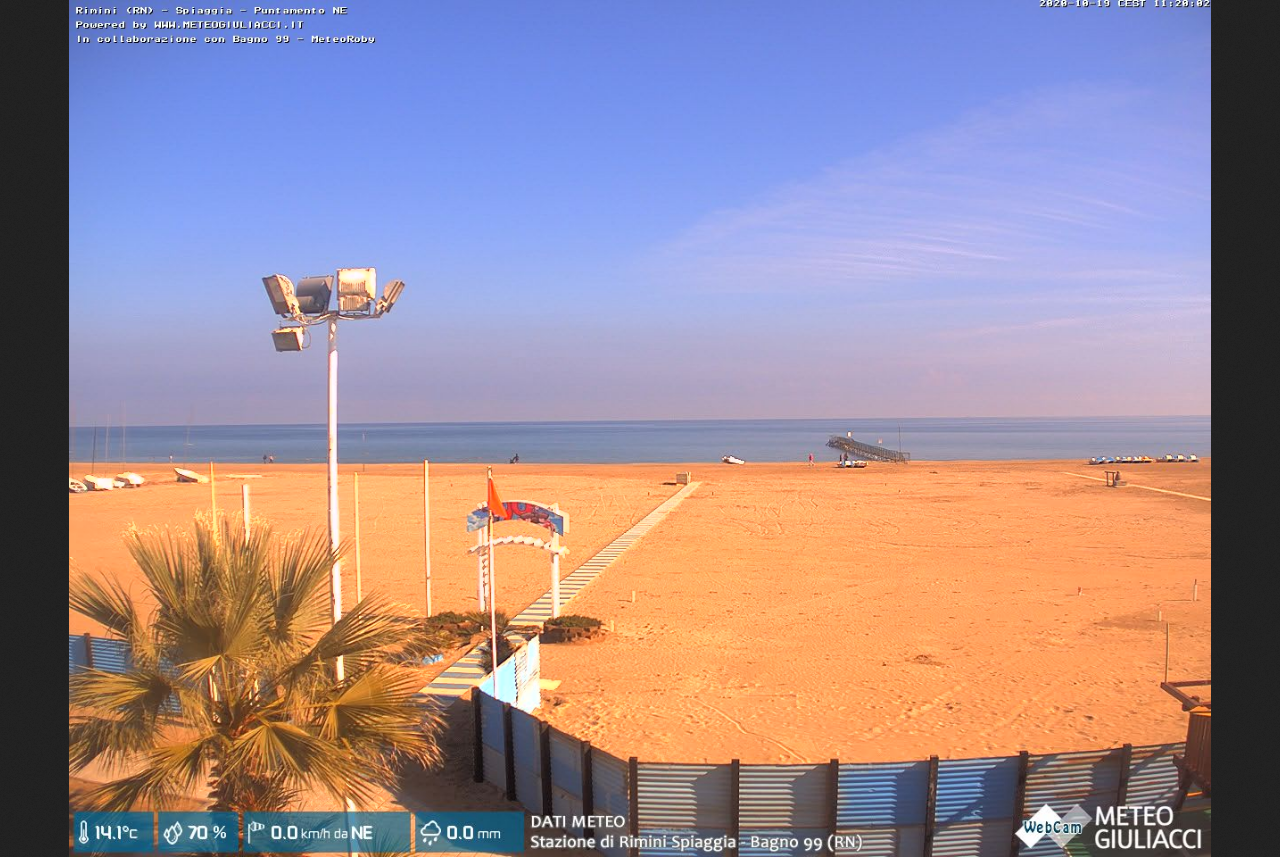 Rimini (RN) - Spiaggia - Puntamento NE
Powered by WWW.METEOGIULIACCI.IT
In collaborazione con Bagno 99 - MeteoRoby
2020-10-19 CEST 11:20:02
14.1°c
70 %
0.0 km/h da NE
0.0 mm
DATI METEO
Stazione di Rimini Spiaggia - Bagno 99 (RN)
WebCam
METEO
GIULIACCI